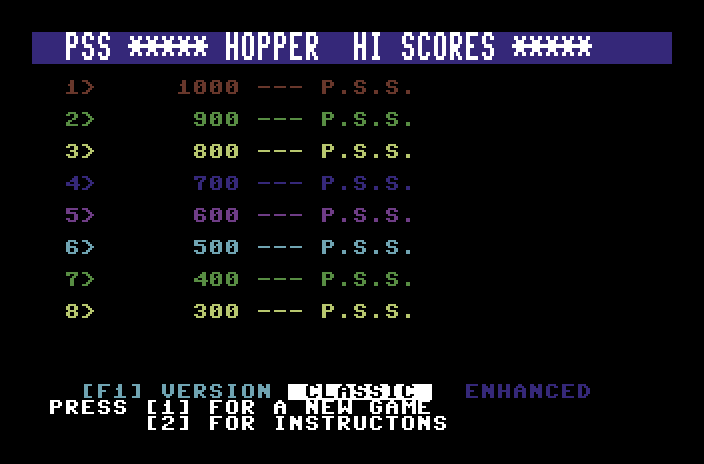 PSS ***** HOPPER HI SCORES *****
1> 1000 --- P.S.S.
2> 900 --- P.S.S.
3> 800 --- P.S.S.
4> 700 --- P.S.S.
5> 600 --- P.S.S.
6> 500 --- P.S.S.
7> 400 --- P.S.S.
8> 300 --- P.S.S.
[F1] VERSION CLASSIC ENHANCED
PRESS [1] FOR A NEW GAME
[2] FOR INSTRUCTONS